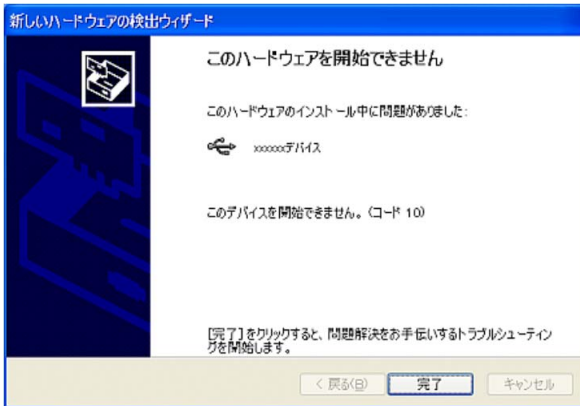 新しいハードウェアの検出ウィザード
このハードウェアを開始できません
このハードウェアのインストール中に問題がありました:
xxxxxxデバイス
このデバイスを開始できません。(コード 10)
[完了]をクリックすると、問題解決をお手伝いするトラブルシューティン
グを開始します。
< 戻る(B)
完了
キャンセル